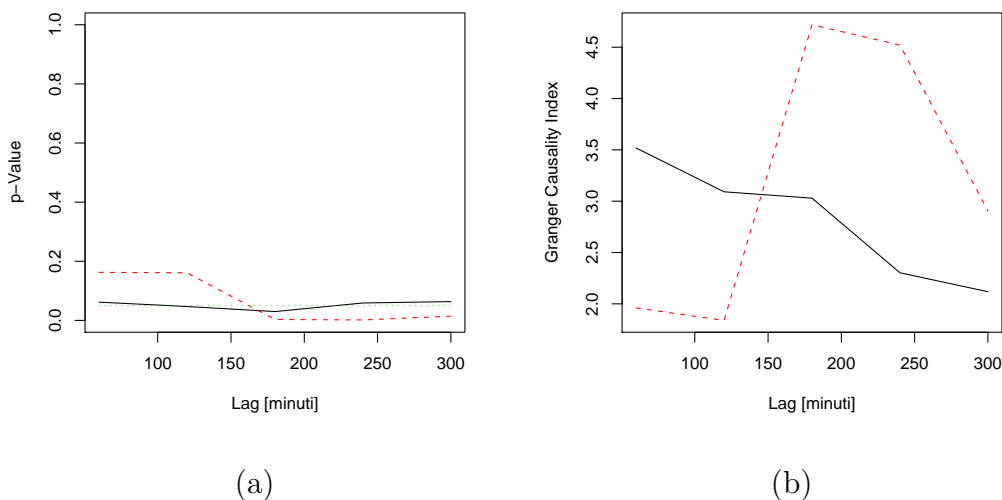 p−Value
0.0 0.2 0.4 0.6 0.8 1.0
100 150 200 250 300
Lag [minuti]
(a)
Granger Causality Index
2.0 2.5 3.0 3.5 4.0 4.5
100 150 200 250 300
Lag [minuti]
(b)